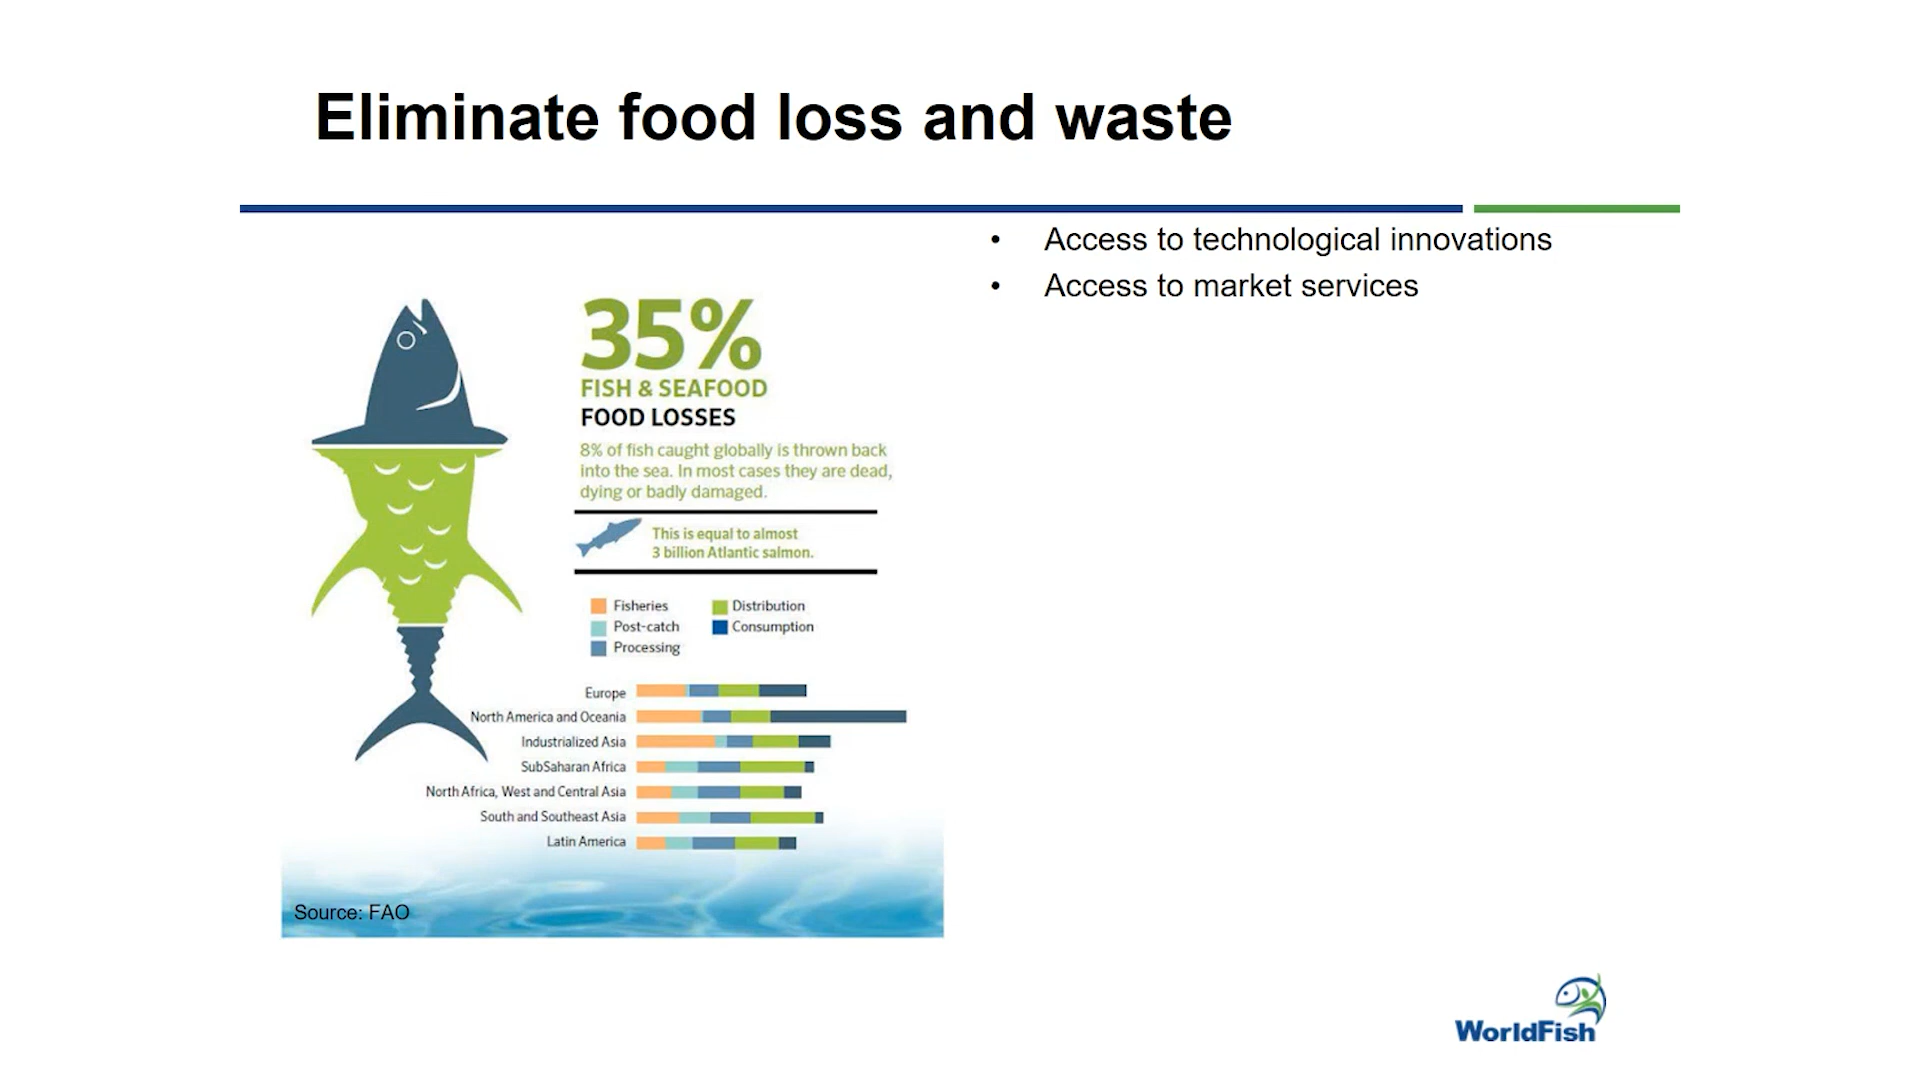 Eliminate food loss and waste
• Access to technological innovations
• Access to market services
35%
FISH & SEAFOOD
FOOD LOSSES
8% of fish caught globally is thrown back
into the sea. In most cases they are dead,
dying or badly damaged.
This is equal to almost
3 billion Atlantic salmon.
Fisheries
Post-catch
Processing
Distribution
Consumption
Europe
North America and Oceania
Industrialized Asia
SubSaharan Africa
North Africa, West and Central Asia
South and Southeast Asia
Latin America
Source: FAO
WorldFish